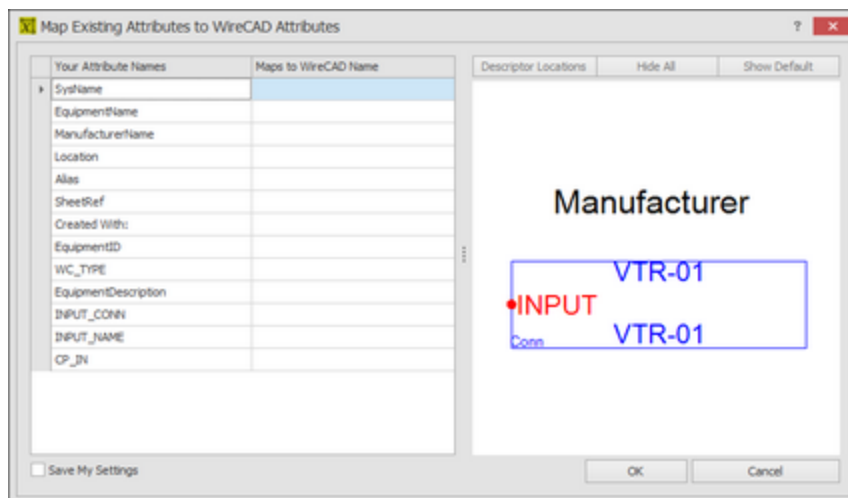 Map Existing Attributes to WireCAD Attributes
Your Attribute Names Maps to WireCAD Name
SysName
EquipmentName
ManufacturerName
Location
Alias
SheetRef
Created With:
EquipmentID
WC_TYPE
EquipmentDescription
INPUT_CONN
INPUT_NAME
CP_IN
Save My Settings
Descriptor Locations Hide All Show Default
Manufacturer
VTR-01
INPUT
VTR-01
Conn
OK Cancel